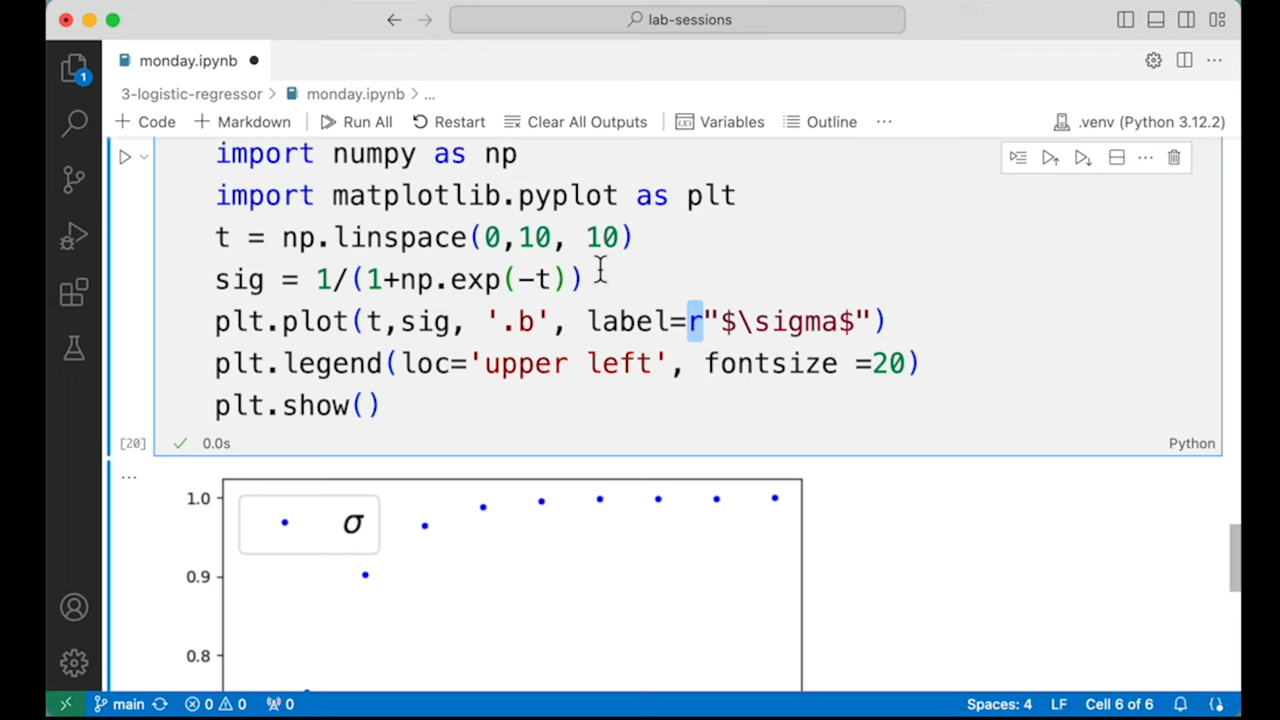 lab-sessions
monday.ipynb
1
3-logistic-regressor > monday.ipynb > ...
+ Code + Markdown Run All Restart Clear All Outputs Variables Outline ... .venv (Python 3.12.2)
import numpy as np
import matplotlib.pyplot as plt
t = np.linspace(0,10, 10)
sig = 1/(1+np.exp(-t))
plt.plot(t,sig, '.b', label=r"$\sigma$")
plt.legend(loc='upper left', fontsize =20)
plt.show()
[20] 0.0s Python
...
1.0
σ
0.9
0.8
main 0 0 0 Spaces: 4 LF Cell 6 of 6